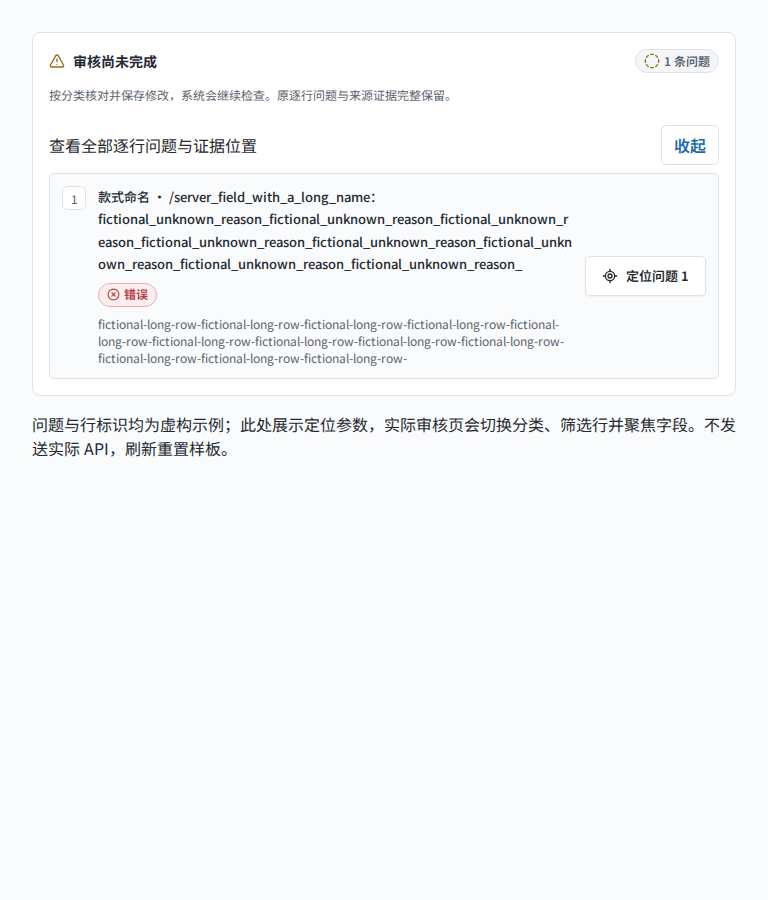 审核尚未完成
1 条问题
按分类核对并保存修改，系统会继续检查。原逐行问题与来源证据完整保留。
查看全部逐行问题与证据位置
收起
1
款式命名 · /server_field_with_a_long_name：
fictional_unknown_reason_fictional_unknown_reason_fictional_unknown_r
eason_fictional_unknown_reason_fictional_unknown_reason_fictional_unkn
own_reason_fictional_unknown_reason_fictional_unknown_reason_
定位问题 1
错误
fictional-long-row-fictional-long-row-fictional-long-row-fictional-long-row-fictional-
long-row-fictional-long-row-fictional-long-row-fictional-long-row-fictional-long-row-
fictional-long-row-fictional-long-row-fictional-long-row-
问题与行标识均为虚构示例；此处展示定位参数，实际审核页会切换分类、筛选行并聚焦字段。不发
送实际 API，刷新重置样板。